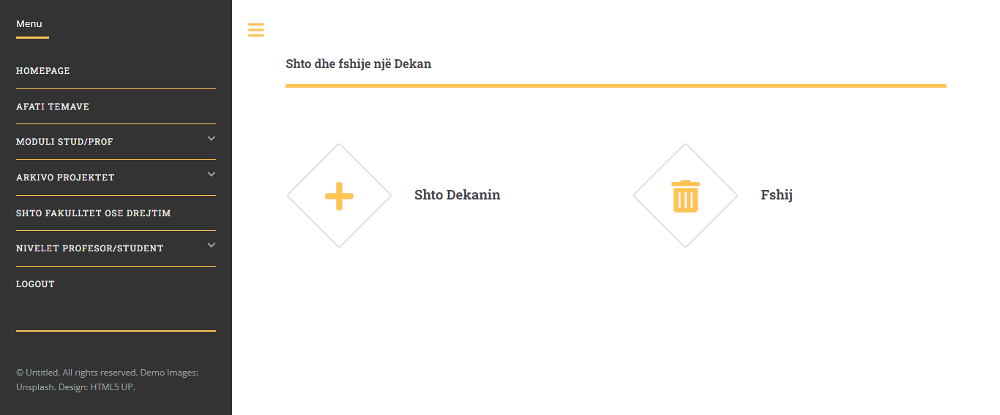 Menu
HOMEPAGE
AFATI TEMAVE
MODULI STUD/PROF
ARKIVO PROJEKTET
SHTO FAKULLTET OSE DREJTIM
NIVELET PROFESOR/STUDENT
LOGOUT
© Untitled. All rights reserved. Demo Images:
Unsplash. Design: HTML5 UP.
Shto dhe fshije një Dekan
Shto Dekanin
Fshij